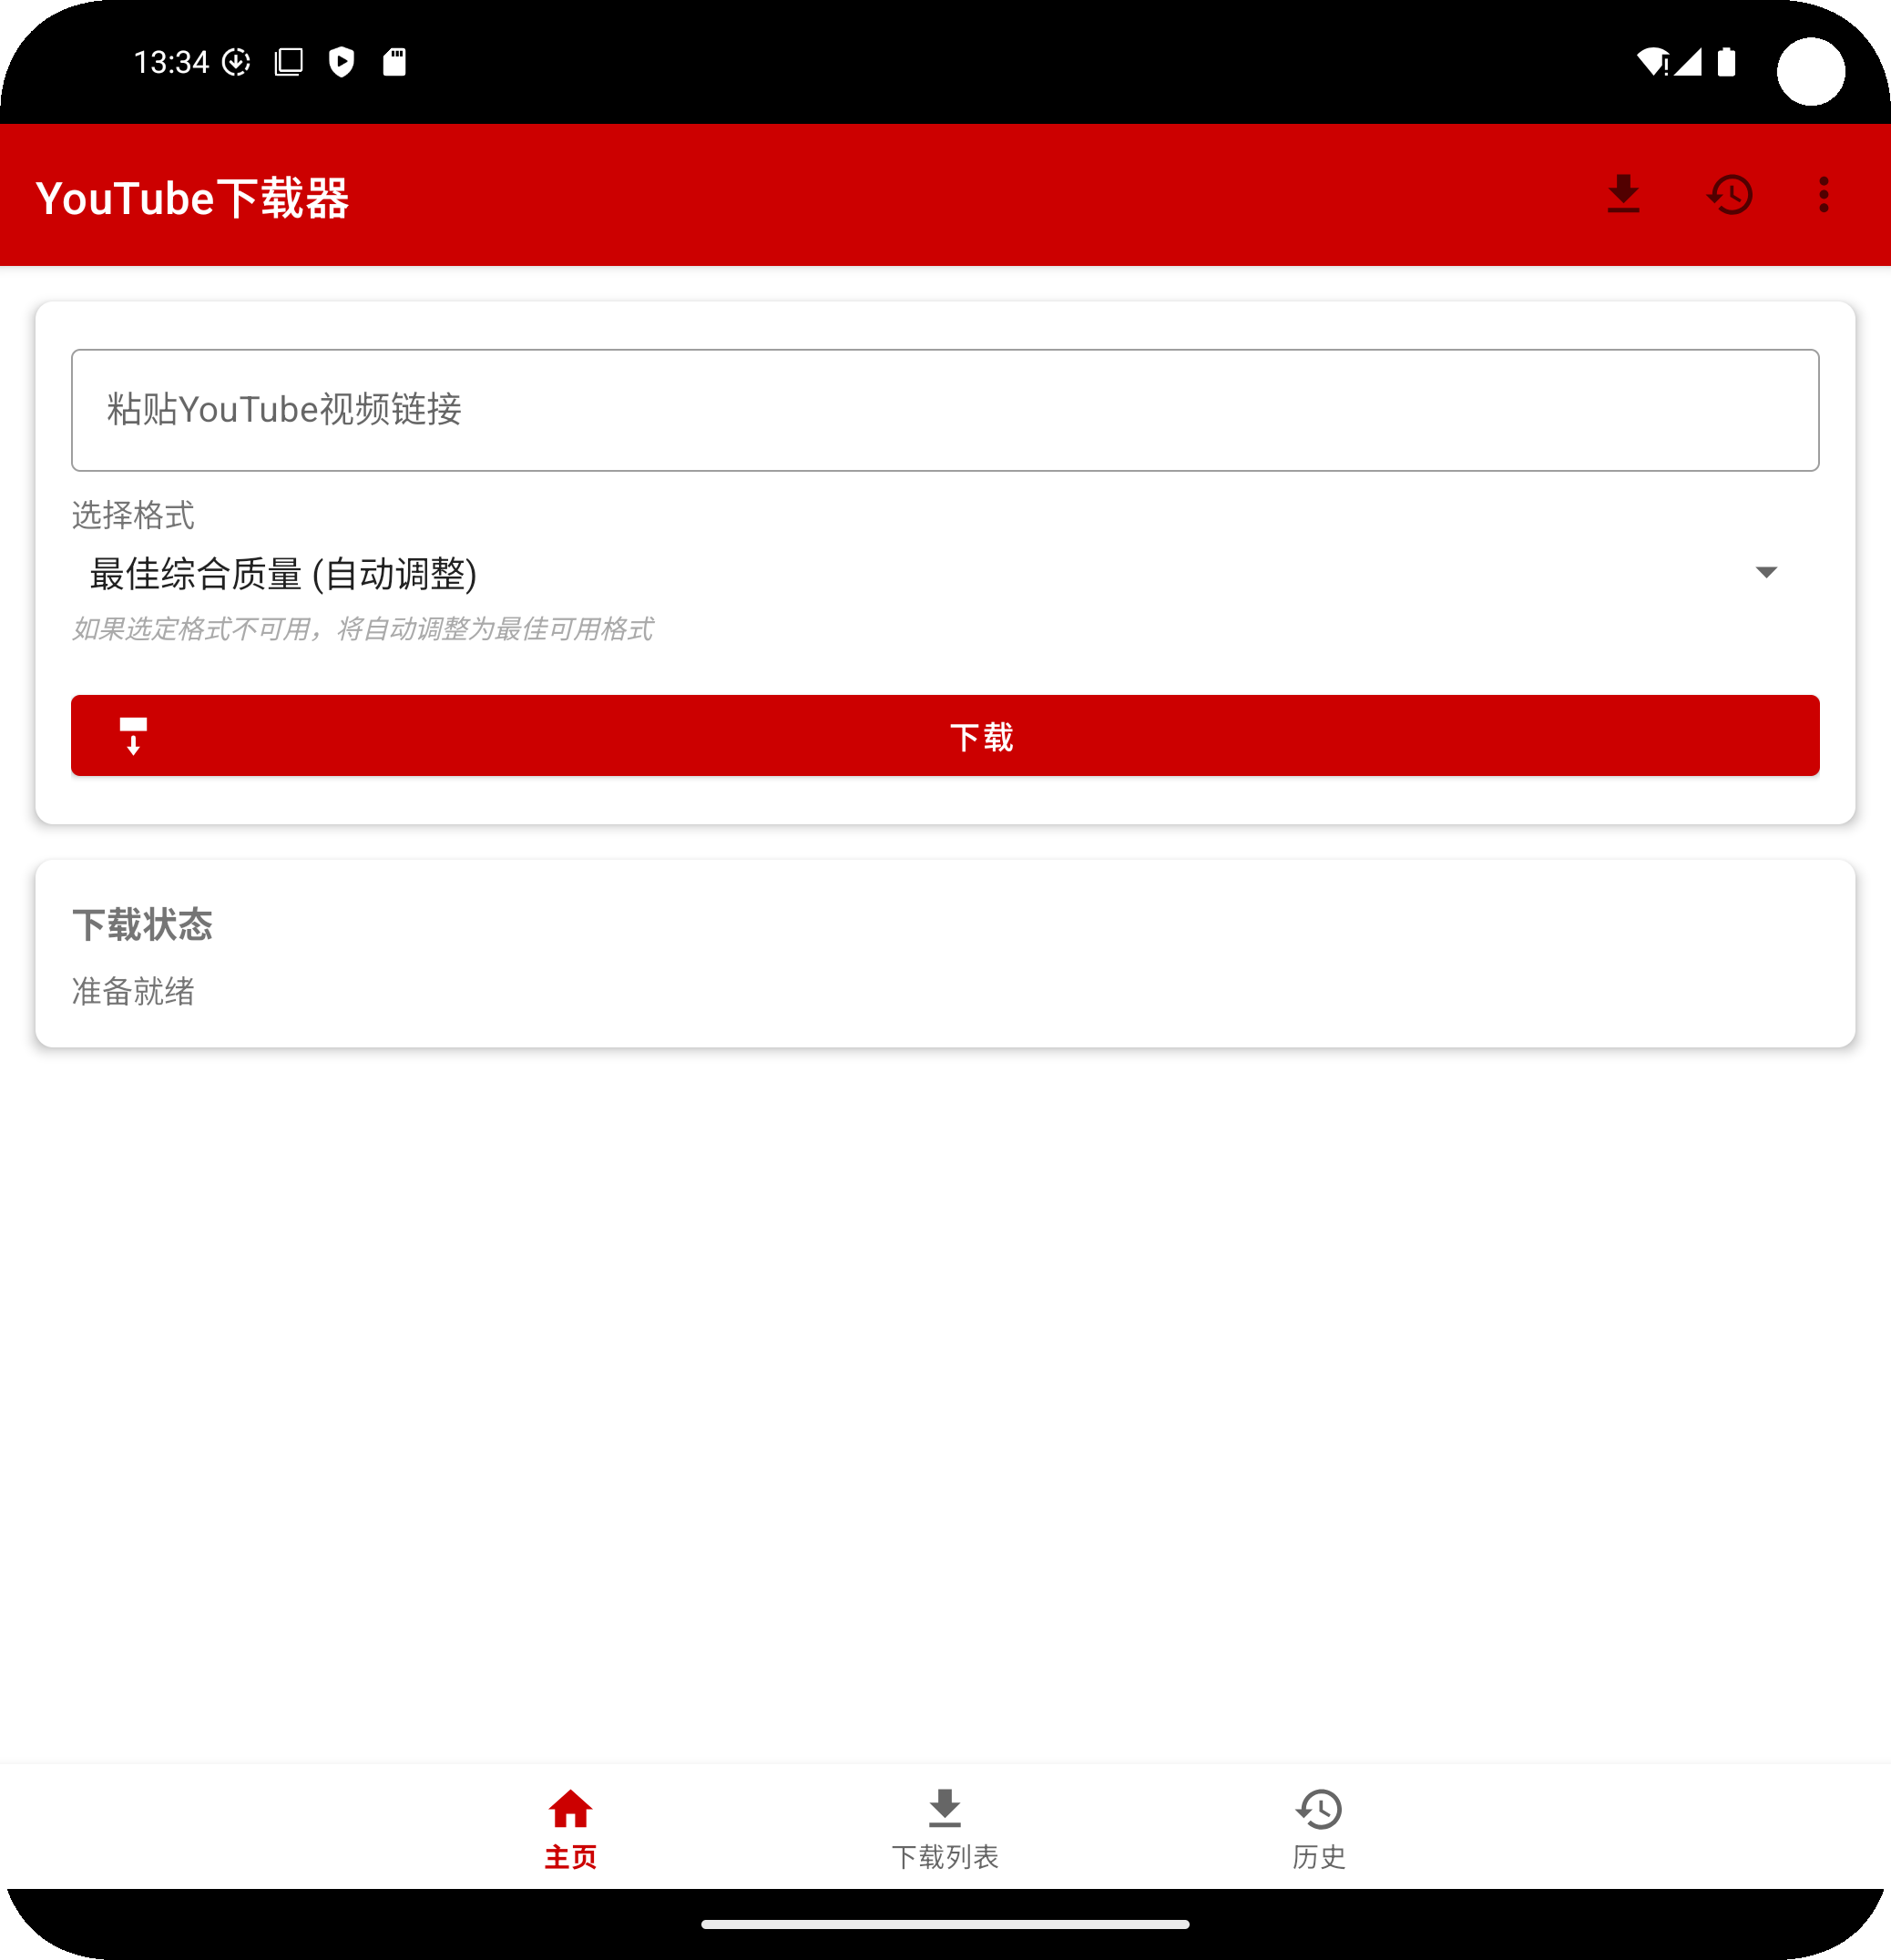 13:34
YouTube下载器
粘贴YouTube视频链接
选择格式
最佳综合质量 (自动调整)
如果选定格式不可用，将自动调整为最佳可用格式
下载
下载状态
准备就绪
主页
下载列表
历史